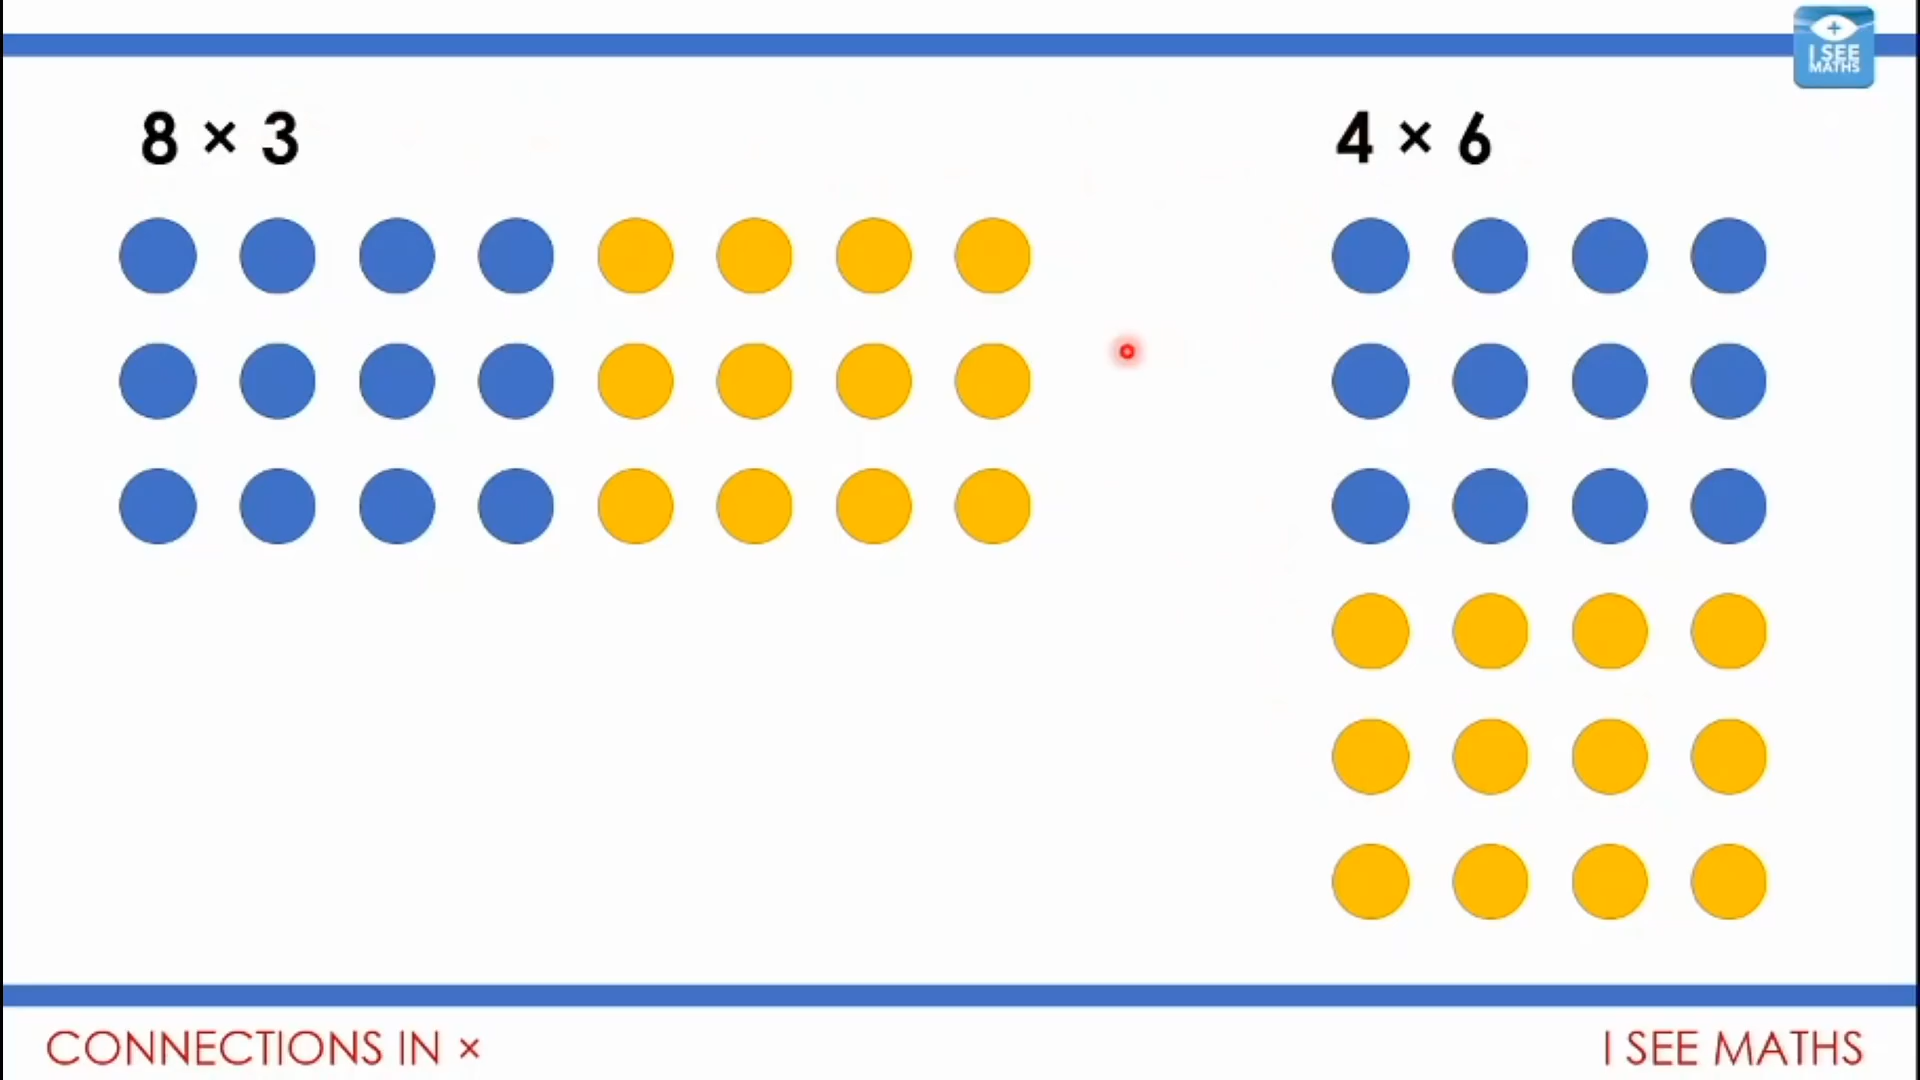 I SEE
MATHS
8 × 3
4 × 6
CONNECTIONS IN ×
I SEE MATHS